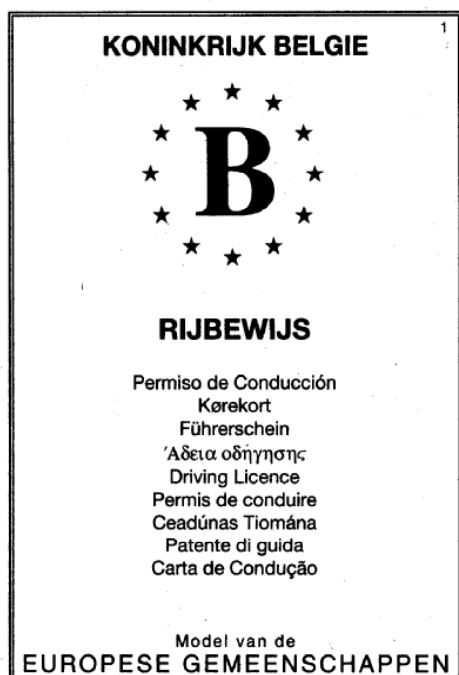 1
KONINKRIJK BELGIE
B
RIJBEWIJS
Permiso de Conducción
Kørekort
Führerschein
Άδεια οδήγησης
Driving Licence
Permis de conduire
Ceadúnas Tiomána
Patente di guida
Carta de Condução
Model van de
EUROPESE GEMEENSCHAPPEN